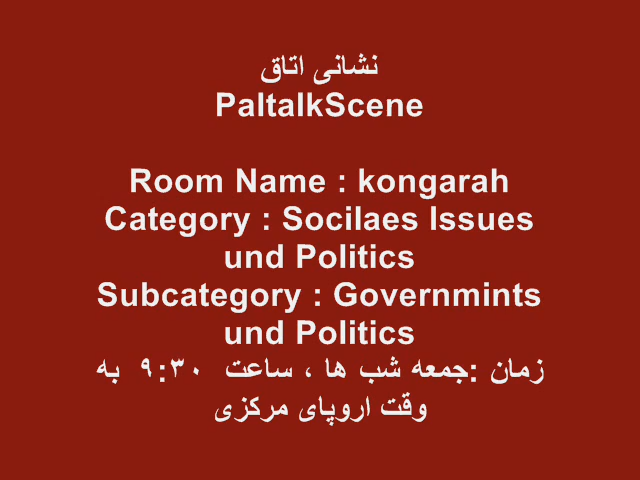 نشانی اتاق
PaltalkScene
Room Name : kongarah
Category : Socilaes Issues
und Politics
Subcategory : Governmints
und Politics
زمان :جمعه شب ها ، ساعت ۹:۳۰ به
وقت اروپای مرکزی